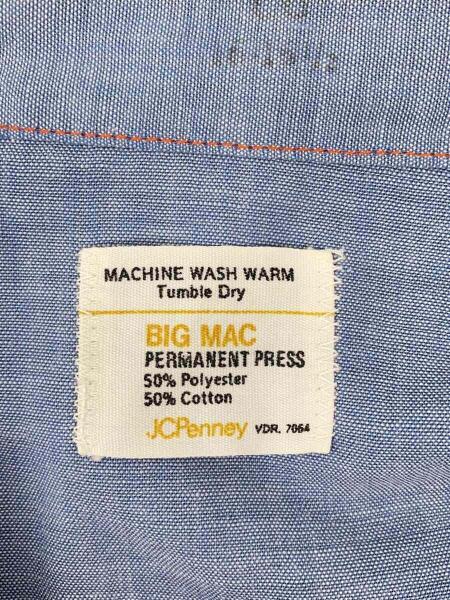 MACHINE WASH WARM
Tumble Dry
BIG MAC
PERMANENT PRESS
50% Polyester
50% Cotton
JCPenney VDR. 7064